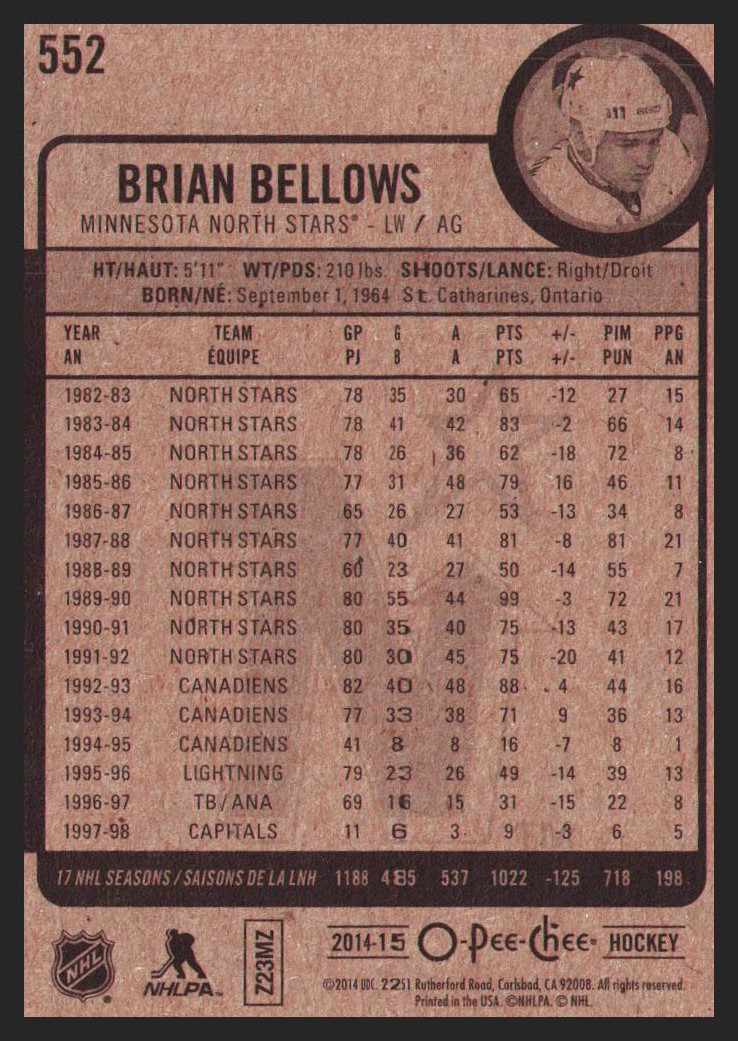 552
11
BRIAN BELLOWS
MINNESOTA NORTH STARS® - LW / AG
HT/HAUT: 5'11" WT/PDS: 210 lbs. SHOOTS/LANCE: Right/Droit
BORN/NÉ: September 1, 1964 St. Catharines, Ontario
YEAR TEAM GP G A PTS +/- PIM PPG
AN ÉQUIPE PJ B A PTS +/- PUN AN
1982-83 NORTH STARS 78 35 30 65 -12 27 15
1983-84 NORTH STARS 78 41 42 83 -2 66 14
1984-85 NORTH STARS 78 26 36 62 -18 72 8
1985-86 NORTH STARS 77 31 48 79 16 46 11
1986-87 NORTH STARS 65 26 27 53 -13 34 8
1987-88 NORTH STARS 77 40 41 81 -8 81 21
1988-89 NORTH STARS 60 23 27 50 -14 55 7
1989-90 NORTH STARS 80 55 44 99 -3 72 21
1990-91 NORTH STARS 80 35 40 75 -13 43 17
1991-92 NORTH STARS 80 30 45 75 -20 41 12
1992-93 CANADIENS 82 40 48 88 4 44 16
1993-94 CANADIENS 77 33 38 71 9 36 13
1994-95 CANADIENS 41 8 8 16 -7 8 1
1995-96 LIGHTNING 79 23 26 49 -14 39 13
1996-97 TB/ANA 69 16 15 31 -15 22 8
1997-98 CAPITALS 11 6 3 9 -3 6 5
17 NHL SEASONS / SAISONS DE LA LNH 1188 485 537 1022 -125 718 198
NHL
NHLPA™
Z23MZ
2014-15 O-Pee-Chee® HOCKEY
©2014 UDC. 2251 Rutherford Road, Carlsbad, CA 92008. All rights reserved.
Printed in the USA. ©NHLPA. © NHL.